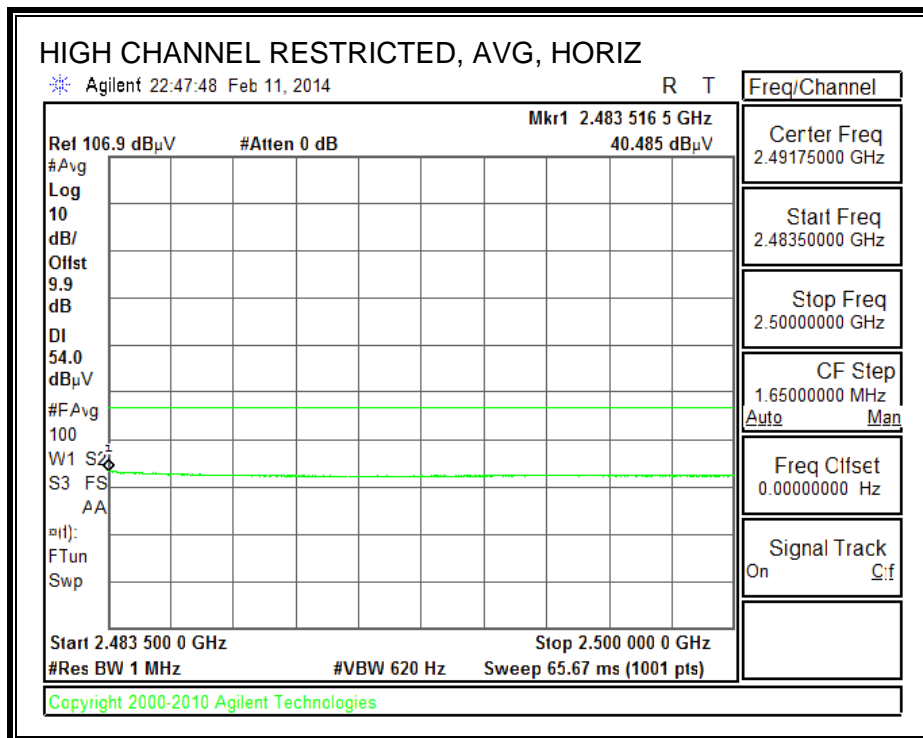 HIGH CHANNEL RESTRICTED, AVG, HORIZ
Agilent 22:47:48 Feb 11, 2014 R T
Mkr1 2.483 516 5 GHz
Ref 106.9 dBµV #Atten 0 dB 40.485 dBµV
#Avg
Log
10
dB/
Offst
9.9
dB
DI
54.0
dBµV
#FAvg
100
W1 S2
S3 FS
AA
¤(f):
FTun
Swp
1
Start 2.483 500 0 GHz Stop 2.500 000 0 GHz
#Res BW 1 MHz #VBW 620 Hz Sweep 65.67 ms (1001 pts)
Copyright 2000-2010 Agilent Technologies
Freq/Channel
Center Freq
2.49175000 GHz
Start Freq
2.48350000 GHz
Stop Freq
2.50000000 GHz
CF Step
1.65000000 MHz
Auto Man
Freq Offset
0.00000000 Hz
Signal Track
On Off